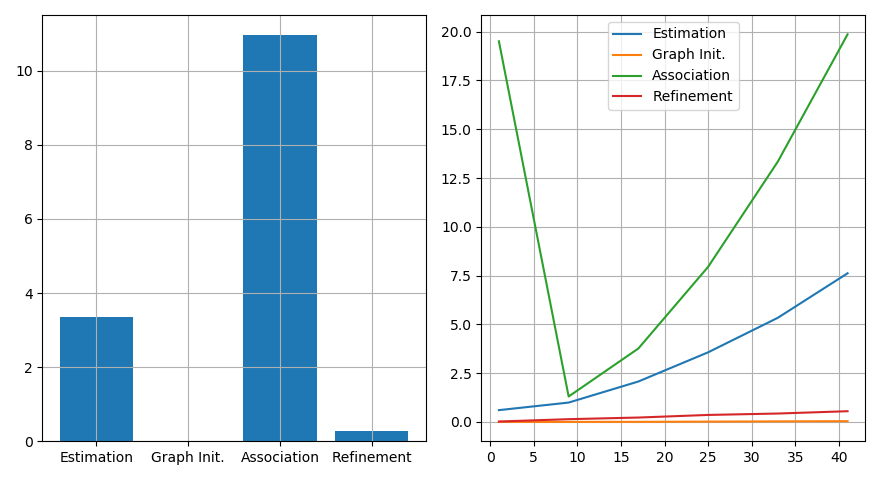 10
8
6
4
2
0
Estimation Graph Init. Association Refinement
20.0
17.5
15.0
12.5
10.0
7.5
5.0
2.5
0.0
0 5 10 15 20 25 30 35 40
Estimation
Graph Init.
Association
Refinement